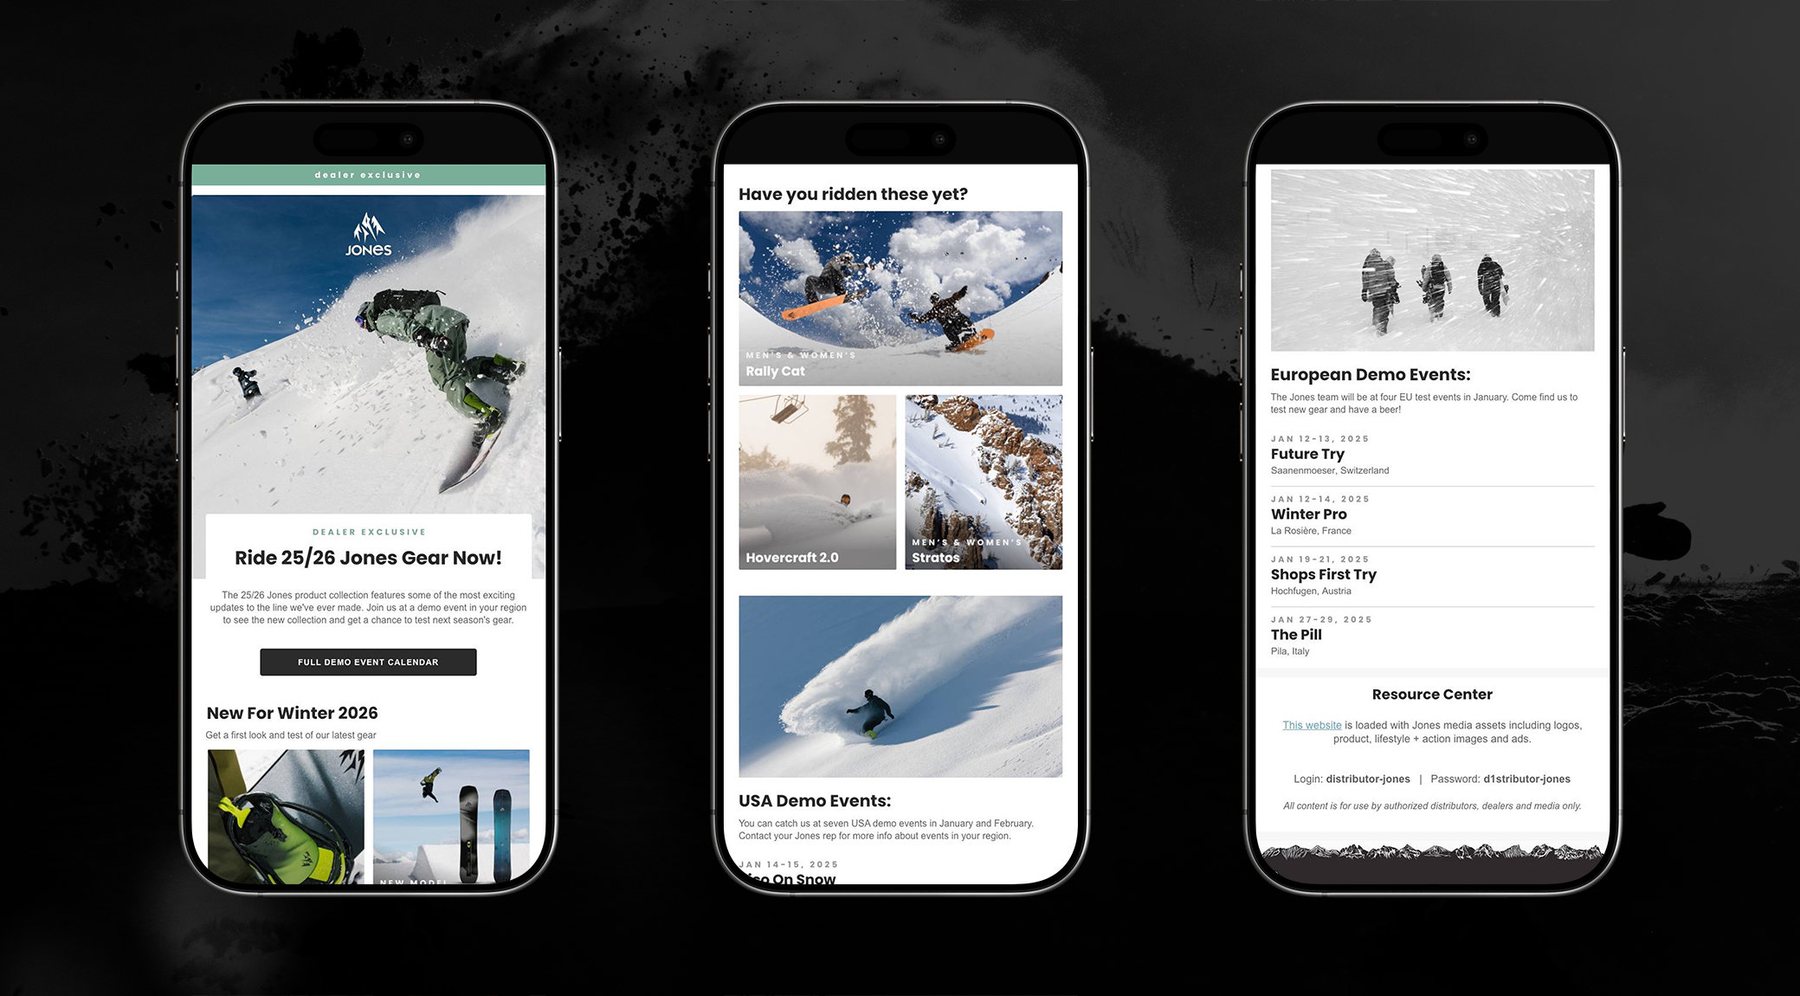 dealer exclusive
JONES
DEALER EXCLUSIVE
Ride 25/26 Jones Gear Now!
The 25/26 Jones product collection features some of the most exciting
updates to the line we've ever made. Join us at a demo event in your region
to see the new collection and get a chance to test next season's gear.
FULL DEMO EVENT CALENDAR
New For Winter 2026
Get a first look and test of our latest gear
NEW MODEL
Have you ridden these yet?
MEN'S & WOMEN'S
Rally Cat
Hovercraft 2.0
MEN'S & WOMEN'S
Stratos
USA Demo Events:
You can catch us at seven USA demo events in January and February.
Contact your Jones rep for more info about events in your region.
JAN 14-15, 2025
On Snow
European Demo Events:
The Jones team will be at four EU test events in January. Come find us to
test new gear and have a beer!
JAN 12-13, 2025
Future Try
Saanenmoeser, Switzerland
JAN 12-14, 2025
Winter Pro
La Rosière, France
JAN 19-21, 2025
Shops First Try
Hochfugen, Austria
JAN 27-29, 2025
The Pill
Pila, Italy
Resource Center
This website is loaded with Jones media assets including logos,
product, lifestyle + action images and ads.
Login: distributor-jones | Password: d1stributor-jones
All content is for use by authorized distributors, dealers and media only.